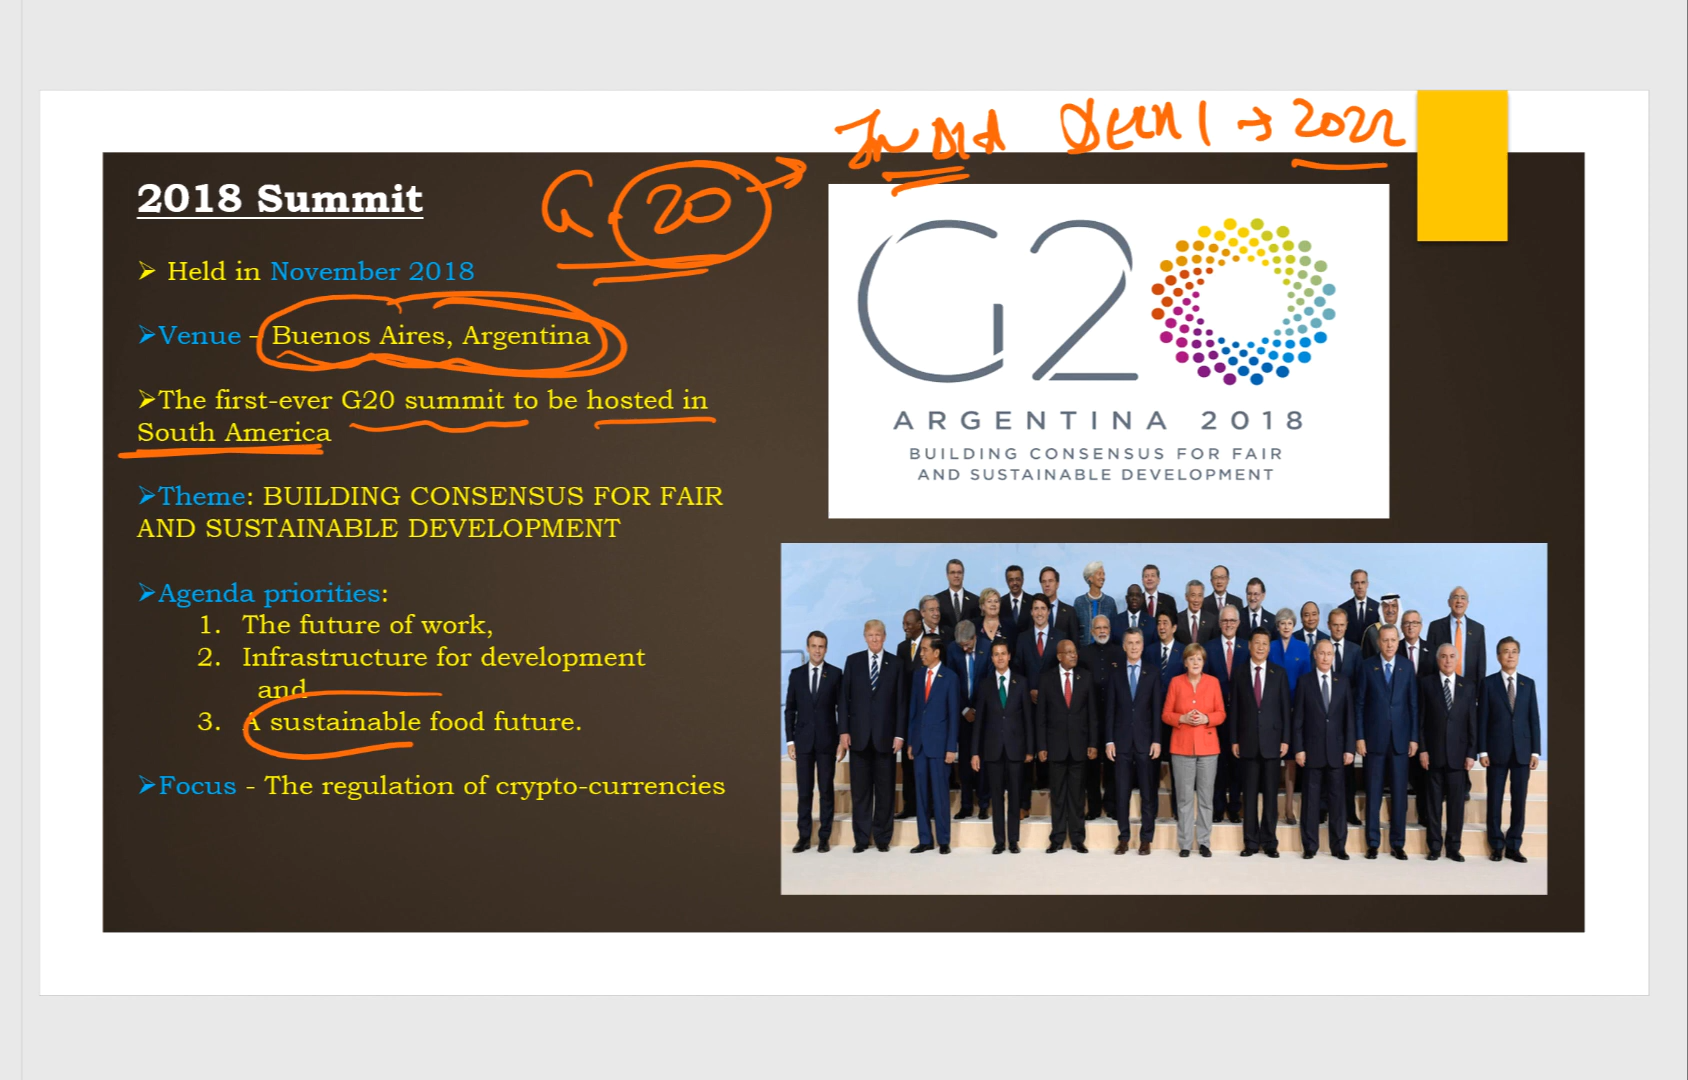 INDIA
→ 2022
G 20 →
2018 Summit
➢ Held in November 2018
➢Venue - Buenos Aires, Argentina
➢The first-ever G20 summit to be hosted in
South America
➢Theme: BUILDING CONSENSUS FOR FAIR
AND SUSTAINABLE DEVELOPMENT
➢Agenda priorities:
1. The future of work,
2. Infrastructure for development
and
3. A sustainable food future.
➢Focus - The regulation of crypto-currencies
G20
ARGENTINA 2018
BUILDING CONSENSUS FOR FAIR
AND SUSTAINABLE DEVELOPMENT